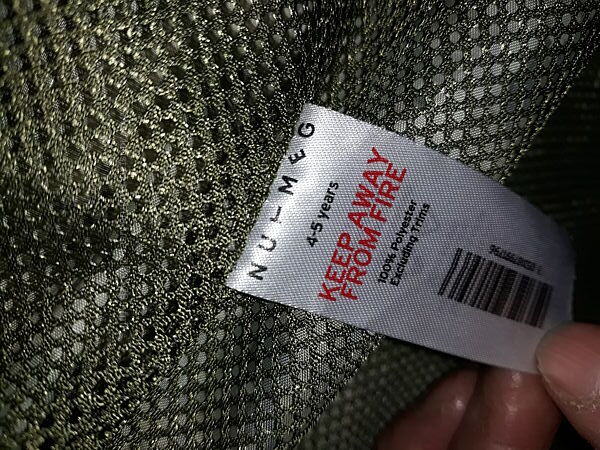 NUTMEG
4-5 years
KEEP AWAY
FROM FIRE
100% Polyester
Excluding Trims